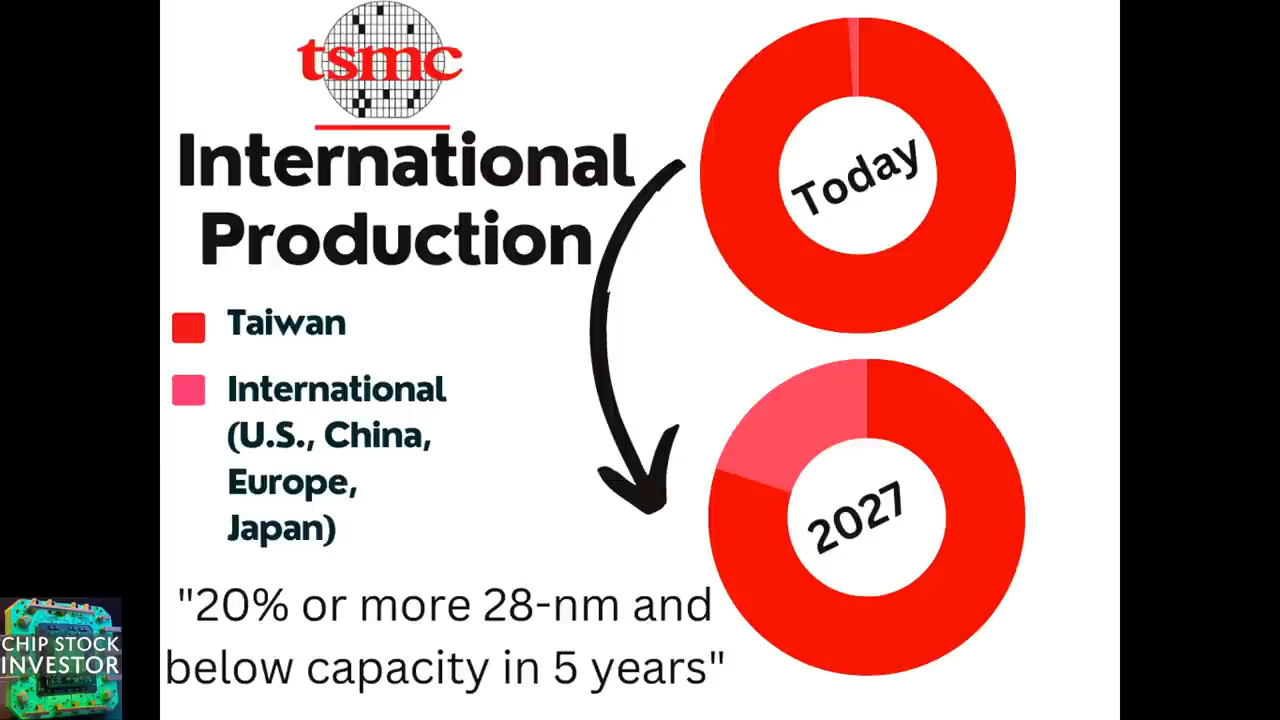 tsmc
International
Production
Taiwan
International
(U.S., China,
Europe,
Japan)
"20% or more 28-nm and
below capacity in 5 years"
Today
2027
CHIP STOCK
INVESTOR